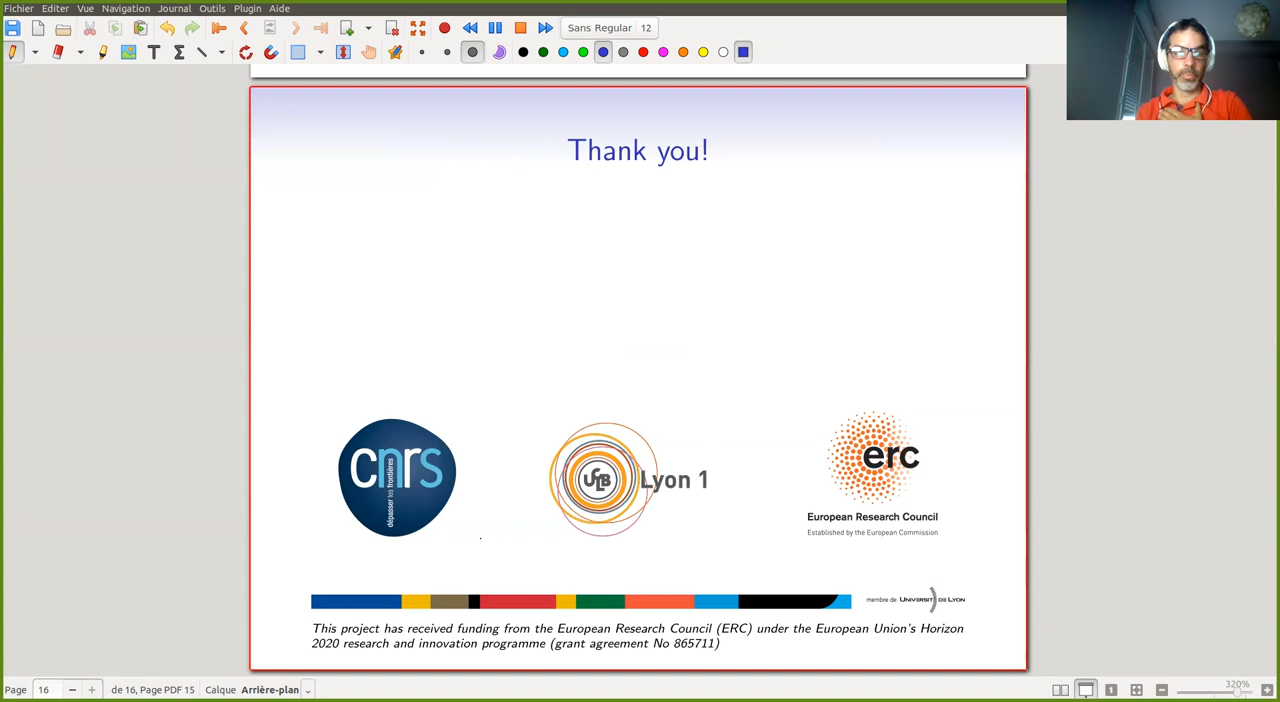 Fichier Editer Vue Navigation Journal Outils Plugin Aide
Sans Regular 12
Thank you!
cnrs
dépasser les frontières
UCLB
Lyon 1
erc
European Research Council
Established by the European Commission
membre de UNIVERSITÉ DE LYON
This project has received funding from the European Research Council (ERC) under the European Union's Horizon
2020 research and innovation programme (grant agreement No 865711)
Page 16 de 16, Page PDF 15 Calque Arrière-plan
320%